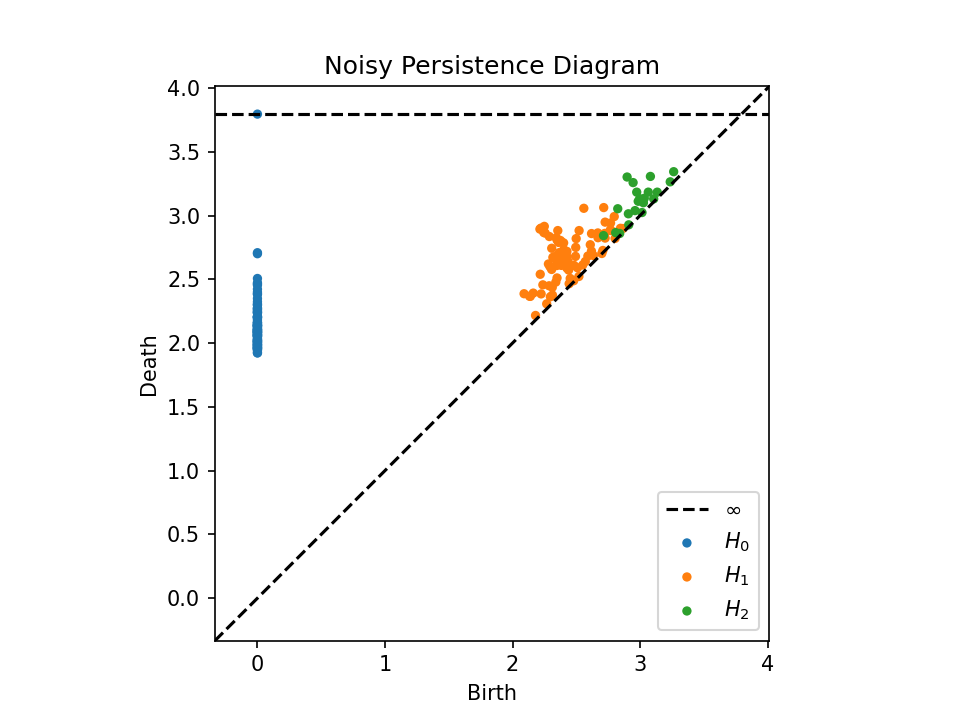 Noisy Persistence Diagram
4.0
3.5
3.0
2.5
2.0
1.5
1.0
0.5
0.0
Death
0 1 2 3 4
Birth
∞
H₀
H₁
H₂